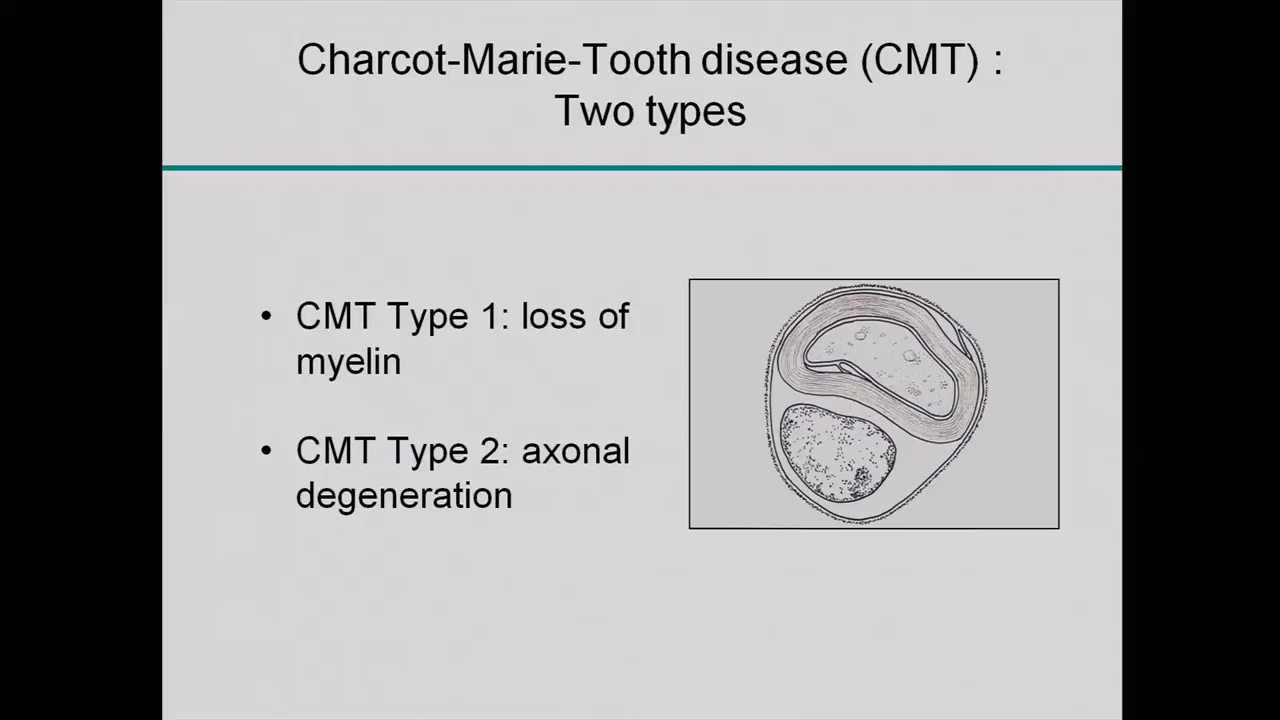 Charcot-Marie-Tooth disease (CMT) :
Two types
• CMT Type 1: loss of
myelin
• CMT Type 2: axonal
degeneration